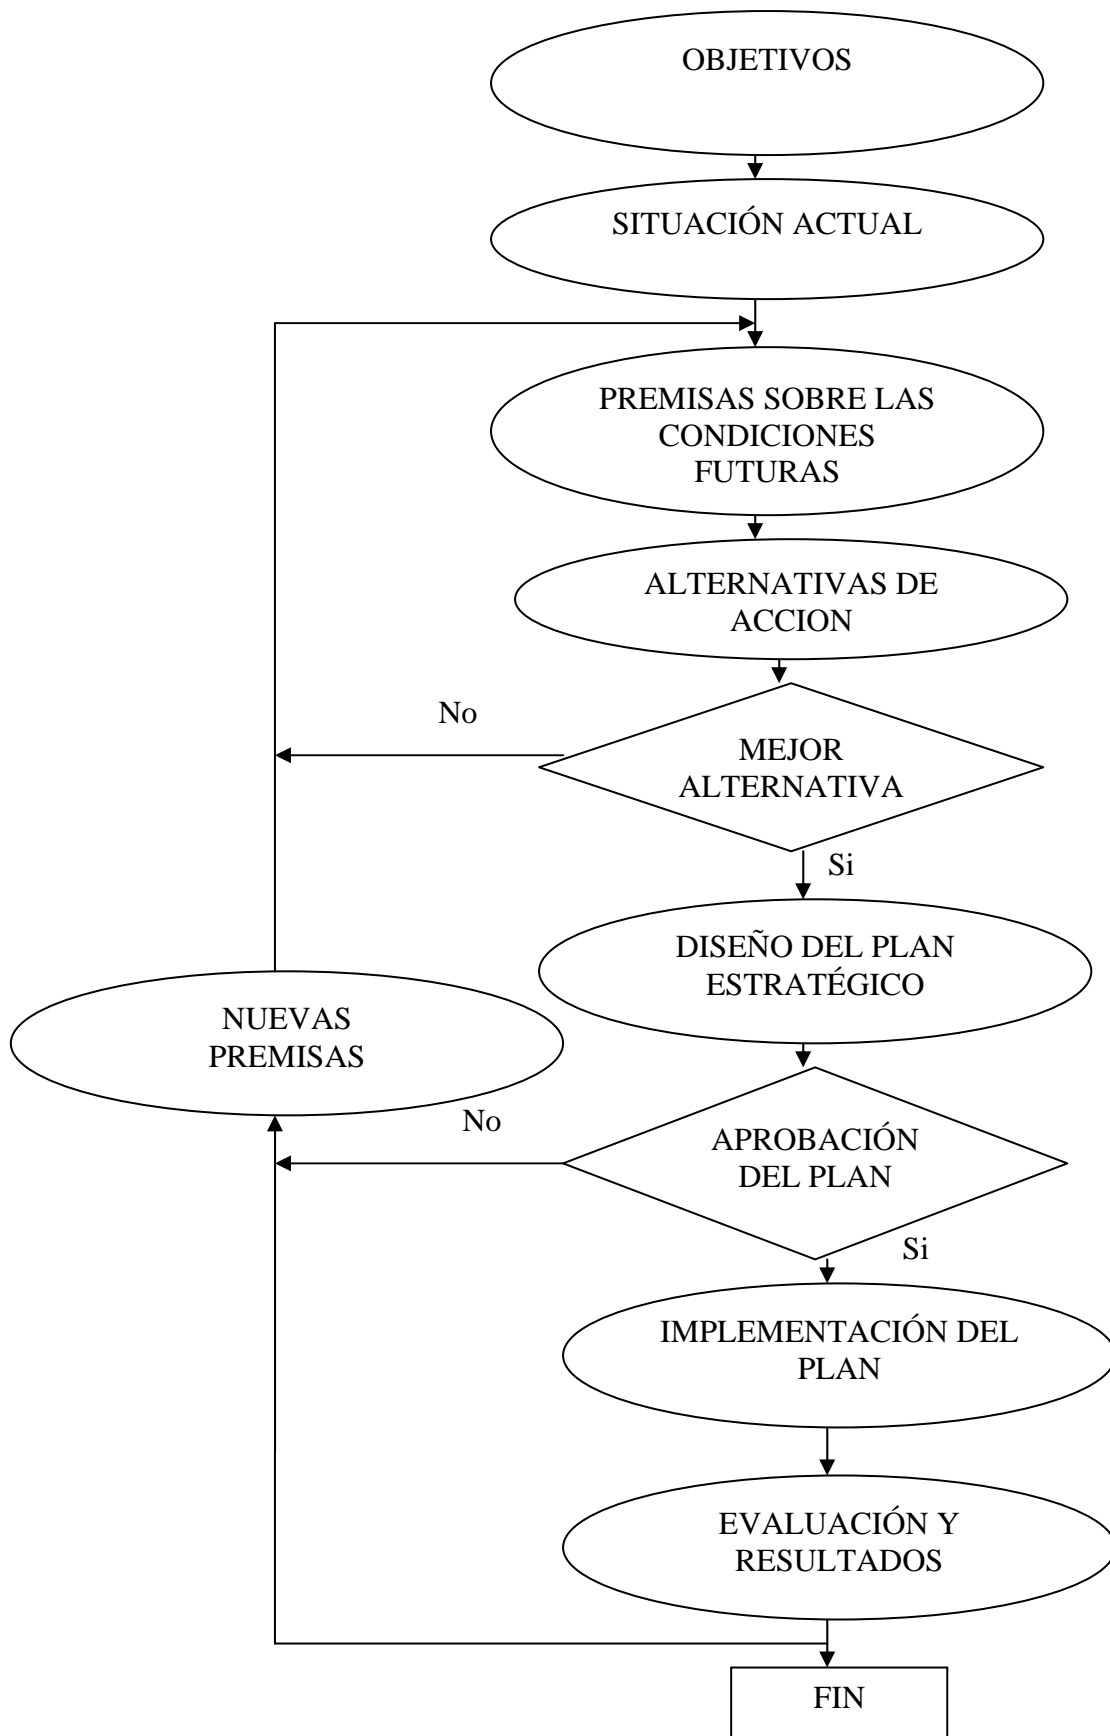 OBJETIVOS
SITUACIÓN ACTUAL
PREMISAS SOBRE LAS
CONDICIONES
FUTURAS
ALTERNATIVAS DE
ACCION
No
MEJOR
ALTERNATIVA
Si
DISEÑO DEL PLAN
ESTRATÉGICO
NUEVAS
PREMISAS
No
APROBACIÓN
DEL PLAN
Si
IMPLEMENTACIÓN DEL
PLAN
EVALUACIÓN Y
RESULTADOS
FIN